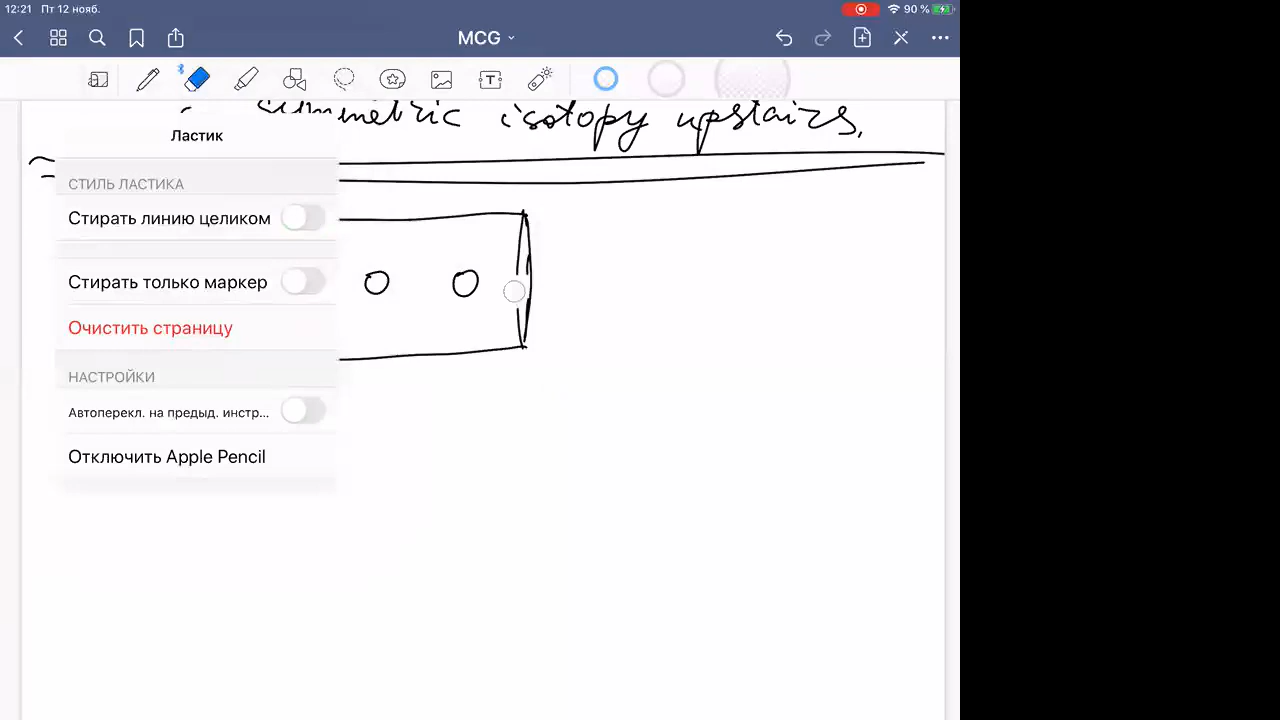 12:21 Пт 12 нояб. 90 %
MCG
symmetric isotopy upstairs.
Ластик
СТИЛЬ ЛАСТИКА
Стирать линию целиком
Стирать только маркер
Очистить страницу
НАСТРОЙКИ
Автоперекл. на предыд. инстр...
Отключить Apple Pencil